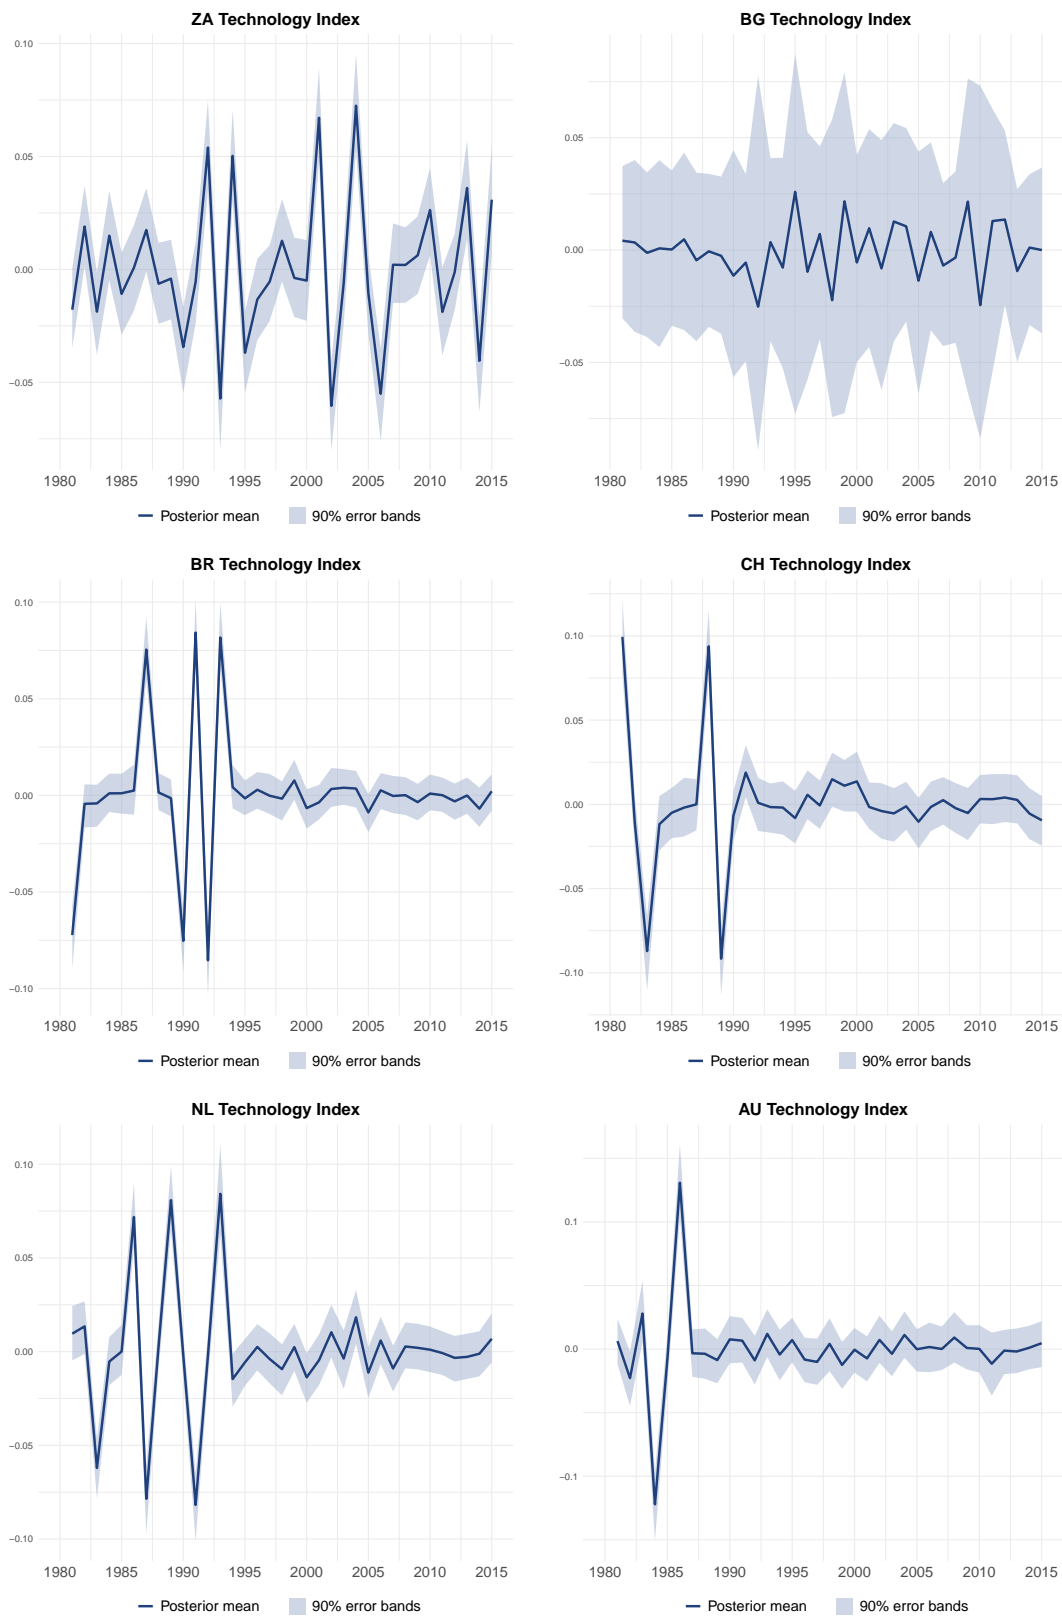 ZA Technology Index
0.10
0.05
0.00
−0.05
1980 1985 1990 1995 2000 2005 2010 2015
Posterior mean 90% error bands
BG Technology Index
0.05
0.00
−0.05
1980 1985 1990 1995 2000 2005 2010 2015
Posterior mean 90% error bands
BR Technology Index
0.10
0.05
0.00
−0.05
−0.10
1980 1985 1990 1995 2000 2005 2010 2015
Posterior mean 90% error bands
CH Technology Index
0.10
0.05
0.00
−0.05
−0.10
1980 1985 1990 1995 2000 2005 2010 2015
Posterior mean 90% error bands
NL Technology Index
0.10
0.05
0.00
−0.05
−0.10
1980 1985 1990 1995 2000 2005 2010 2015
Posterior mean 90% error bands
AU Technology Index
0.1
0.0
−0.1
1980 1985 1990 1995 2000 2005 2010 2015
Posterior mean 90% error bands